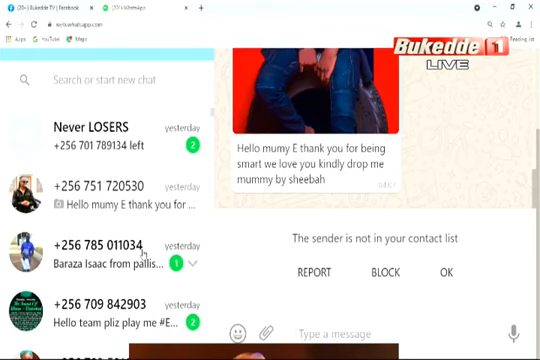 (20+) Bukedde TV | Facebook
(201) WhatsApp
web.whatsapp.com
Apps
YouTube
Maps
Reading list
Bukedde 1
LIVE
Search or start new chat
Never LOSERS
yesterday
+256 701 789134 left
2
+256 751 720530
yesterday
Hello mumy E thank you for ...
+256 785 011034
yesterday
Baraza Isaac from pallis...
1
+256 709 842903
yesterday
Hello team pliz play me #E...
2
Hello mumy E thank you for being
smart we love you kindly drop me
mummy by sheebah
The sender is not in your contact list
REPORT
BLOCK
OK
Type a message